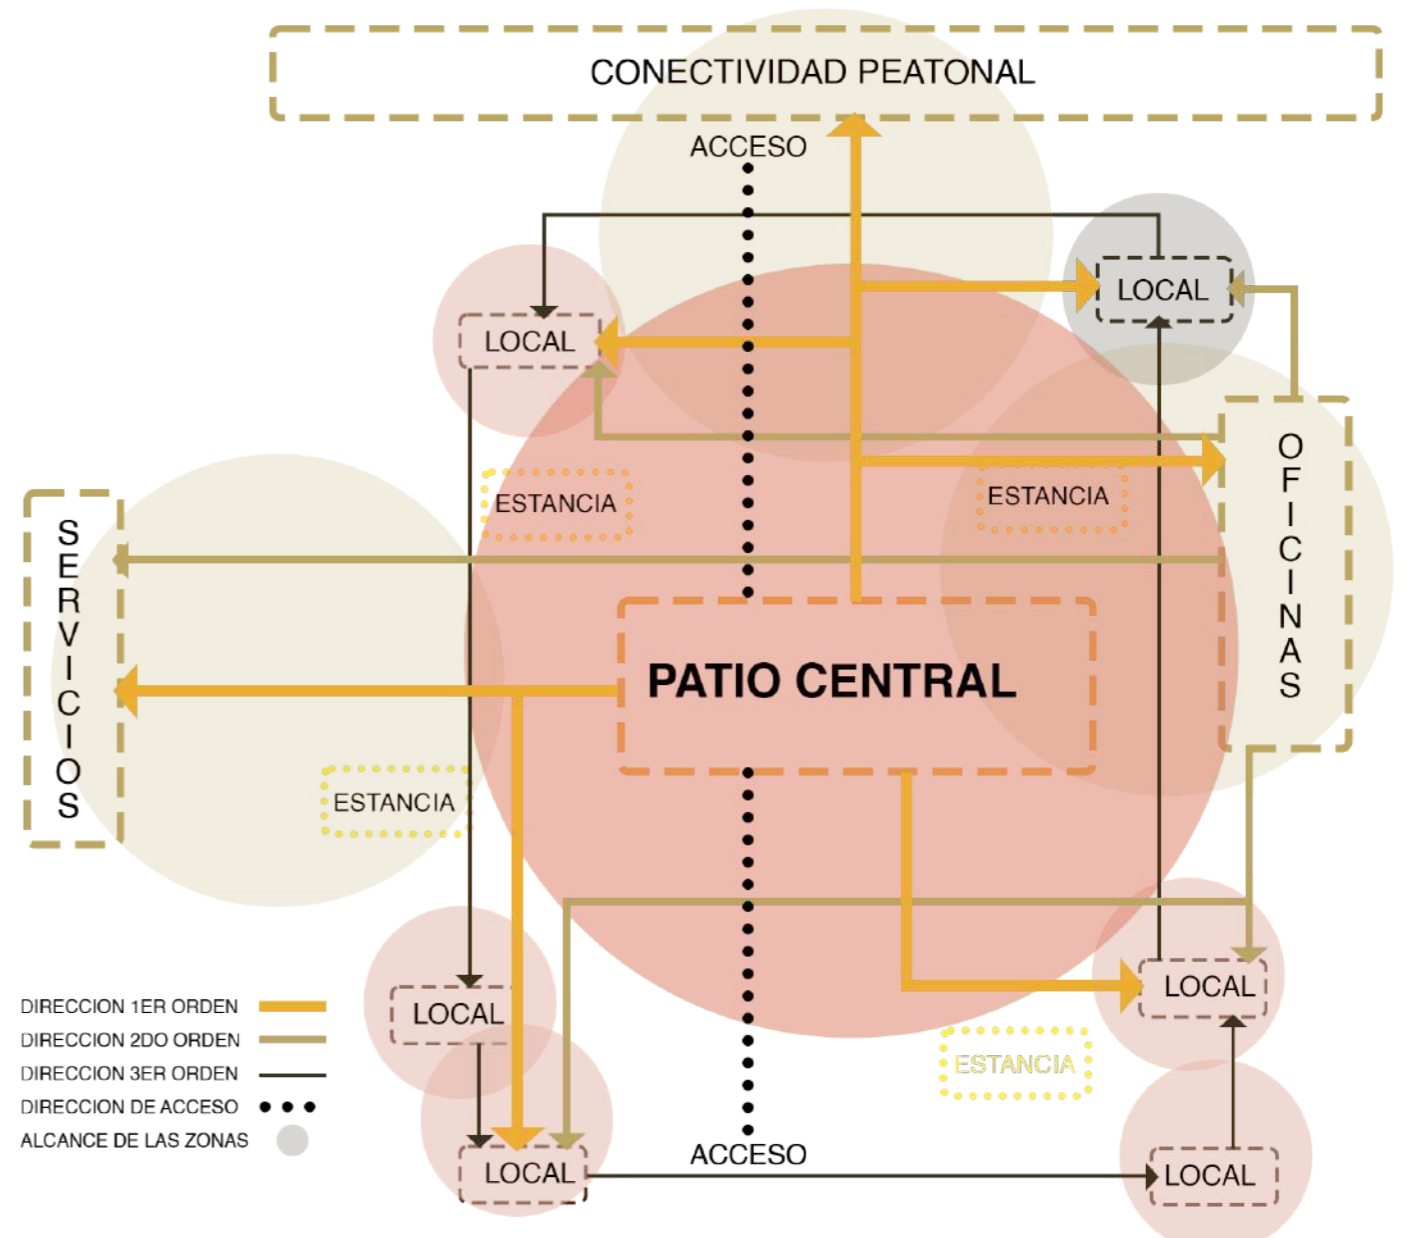 CONECTIVIDAD PEATONAL
ACCESO
LOCAL
LOCAL
OFICINAS
ESTANCIA
ESTANCIA
SERVICIOS
PATIO CENTRAL
ESTANCIA
LOCAL
LOCAL
ESTANCIA
ACCESO
LOCAL
LOCAL
DIRECCION 1ER ORDEN
DIRECCION 2DO ORDEN
DIRECCION 3ER ORDEN
DIRECCION DE ACCESO
ALCANCE DE LAS ZONAS